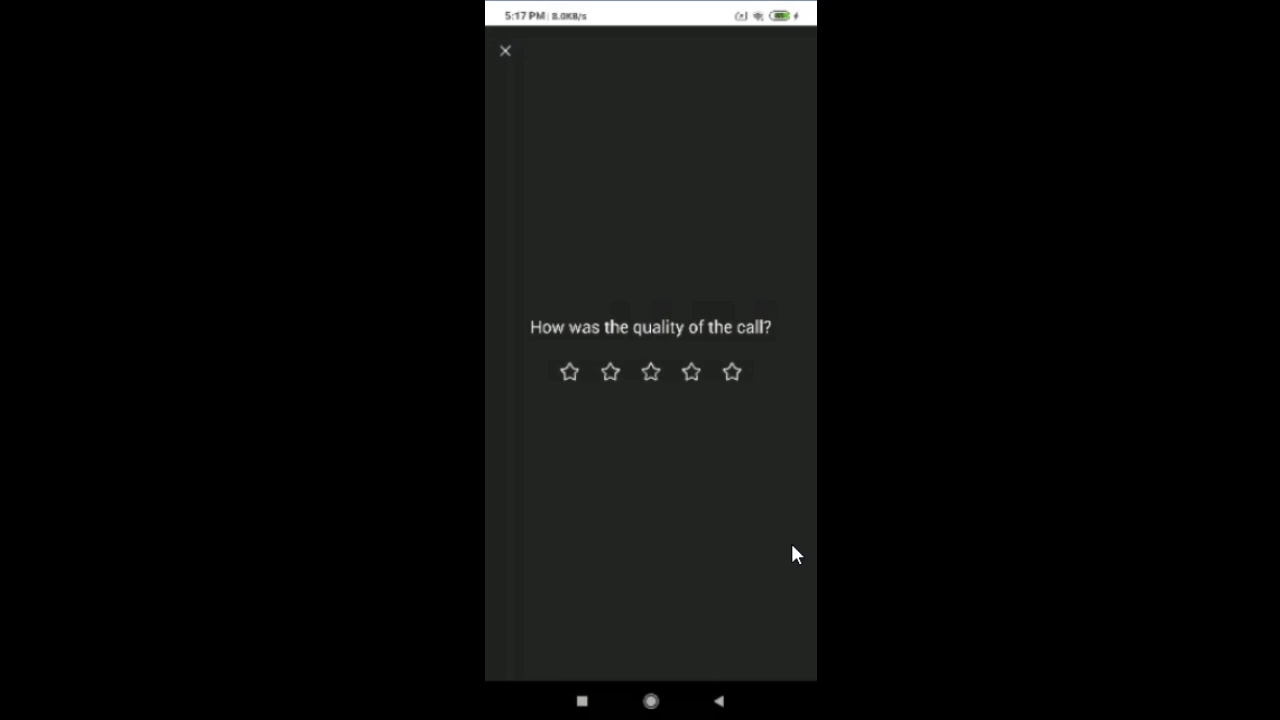 5:17 PM | 8.0KB/s
How was the quality of the call?